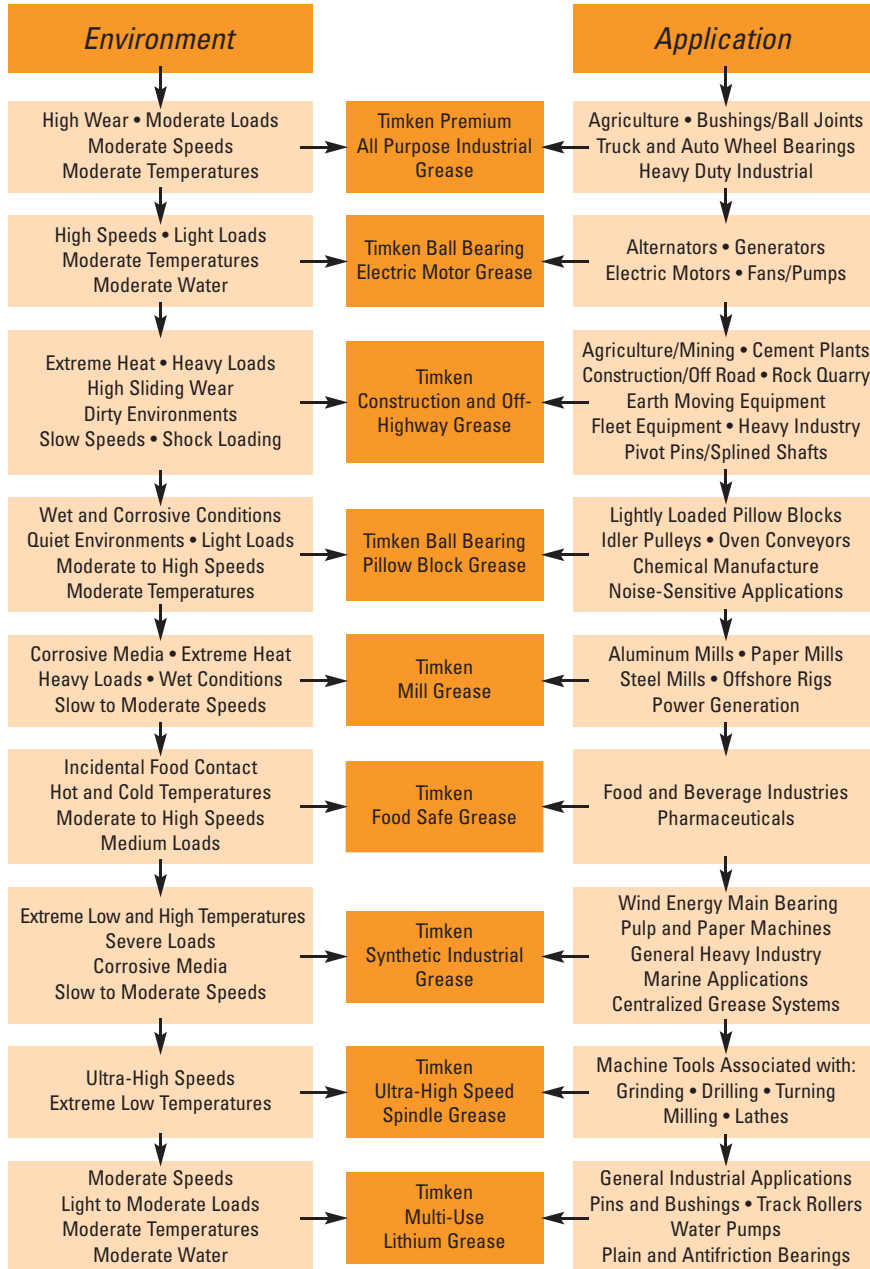 Environment
Application
High Wear • Moderate Loads
Moderate Speeds
Moderate Temperatures
Timken Premium
All Purpose Industrial
Grease
Agriculture • Bushings/Ball Joints
Truck and Auto Wheel Bearings
Heavy Duty Industrial
High Speeds • Light Loads
Moderate Temperatures
Moderate Water
Timken Ball Bearing
Electric Motor Grease
Alternators • Generators
Electric Motors • Fans/Pumps
Extreme Heat • Heavy Loads
High Sliding Wear
Dirty Environments
Slow Speeds • Shock Loading
Timken
Construction and Off-
Highway Grease
Agriculture/Mining • Cement Plants
Construction/Off Road • Rock Quarry
Earth Moving Equipment
Fleet Equipment • Heavy Industry
Pivot Pins/Splined Shafts
Wet and Corrosive Conditions
Quiet Environments • Light Loads
Moderate to High Speeds
Moderate Temperatures
Timken Ball Bearing
Pillow Block Grease
Lightly Loaded Pillow Blocks
Idler Pulleys • Oven Conveyors
Chemical Manufacture
Noise-Sensitive Applications
Corrosive Media • Extreme Heat
Heavy Loads • Wet Conditions
Slow to Moderate Speeds
Timken
Mill Grease
Aluminum Mills • Paper Mills
Steel Mills • Offshore Rigs
Power Generation
Incidental Food Contact
Hot and Cold Temperatures
Moderate to High Speeds
Medium Loads
Timken
Food Safe Grease
Food and Beverage Industries
Pharmaceuticals
Extreme Low and High Temperatures
Severe Loads
Corrosive Media
Slow to Moderate Speeds
Timken
Synthetic Industrial
Grease
Wind Energy Main Bearing
Pulp and Paper Machines
General Heavy Industry
Marine Applications
Centralized Grease Systems
Ultra-High Speeds
Extreme Low Temperatures
Timken
Ultra-High Speed
Spindle Grease
Machine Tools Associated with:
Grinding • Drilling • Turning
Milling • Lathes
Moderate Speeds
Light to Moderate Loads
Moderate Temperatures
Moderate Water
Timken
Multi-Use
Lithium Grease
General Industrial Applications
Pins and Bushings • Track Rollers
Water Pumps
Plain and Antifriction Bearings